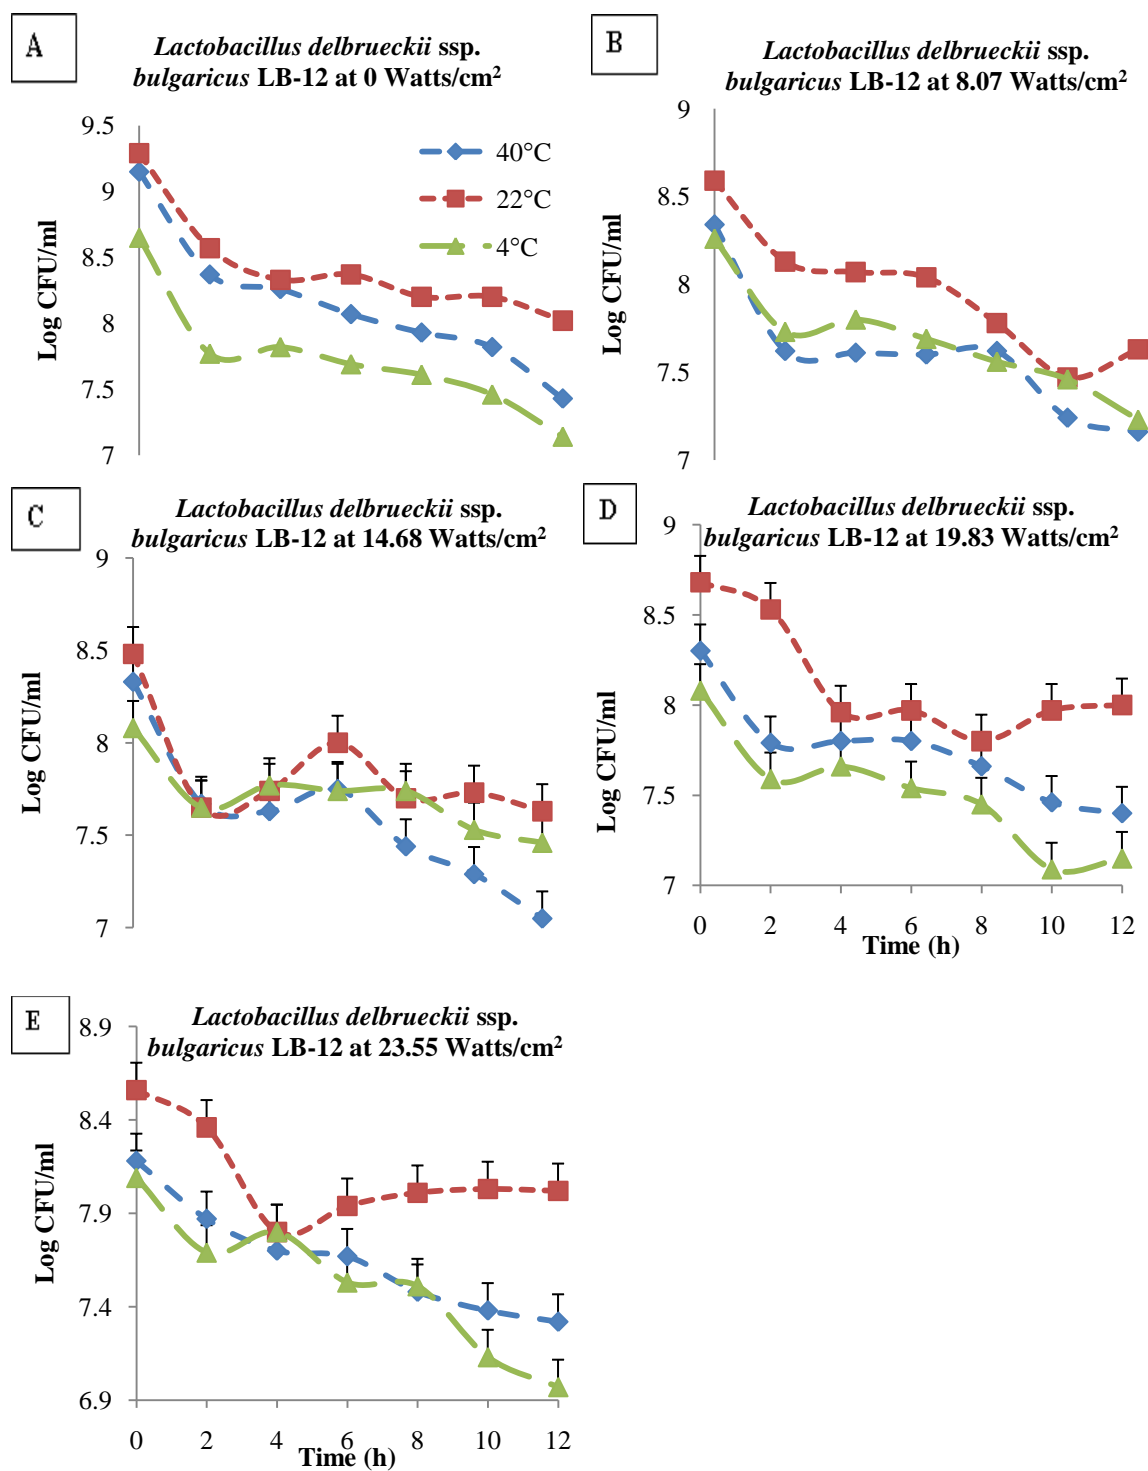 A
Lactobacillus delbrueckii ssp.
bulgaricus LB-12 at 0 Watts/cm²
Log CFU/ml
9.5
9
8.5
8
7.5
7
40°C
22°C
4°C
B
Lactobacillus delbrueckii ssp.
bulgaricus LB-12 at 8.07 Watts/cm²
Log CFU/ml
9
8.5
8
7.5
7
C
Lactobacillus delbrueckii ssp.
bulgaricus LB-12 at 14.68 Watts/cm²
Log CFU/ml
9
8.5
8
7.5
7
D
Lactobacillus delbrueckii ssp.
bulgaricus LB-12 at 19.83 Watts/cm²
Log CFU/ml
9
8.5
8
7.5
7
0 2 4 6 8 10 12
Time (h)
E
Lactobacillus delbrueckii ssp.
bulgaricus LB-12 at 23.55 Watts/cm²
Log CFU/ml
8.9
8.4
7.9
7.4
6.9
0 2 4 6 8 10 12
Time (h)